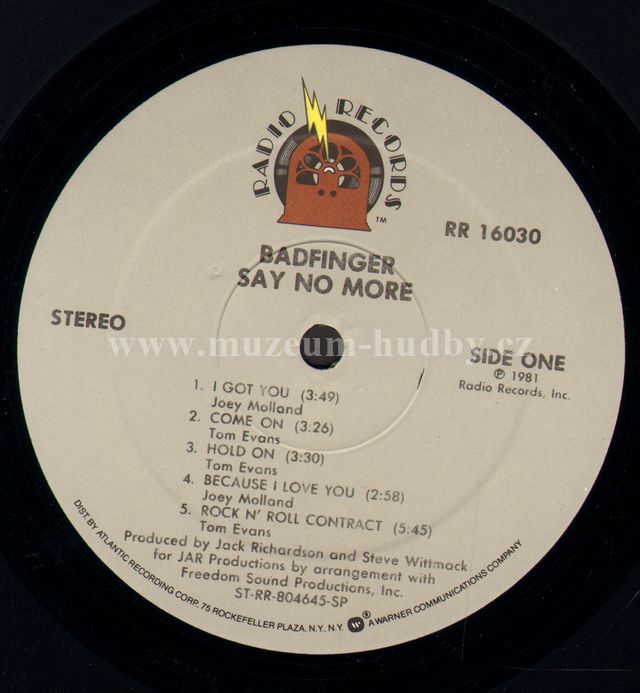 RADIO RECORDS
TM
RR 16030
BADFINGER
SAY NO MORE
STEREO
www.muzeum-hudby.cz
SIDE ONE
℗ 1981
Radio Records, Inc.
1. I GOT YOU (3:49)
Joey Molland
2. COME ON (3:26)
Tom Evans
3. HOLD ON (3:30)
Tom Evans
4. BECAUSE I LOVE YOU (2:58)
Joey Molland
5. ROCK N' ROLL CONTRACT (5:45)
Tom Evans
Produced by Jack Richardson and Steve Wittmack
for JAR Productions by arrangement with
Freedom Sound Productions, Inc.
ST-RR-804645-SP
DIST. BY ATLANTIC RECORDING CORP. 75 ROCKEFELLER PLAZA, N.Y., N.Y. ® A WARNER COMMUNICATIONS COMPANY